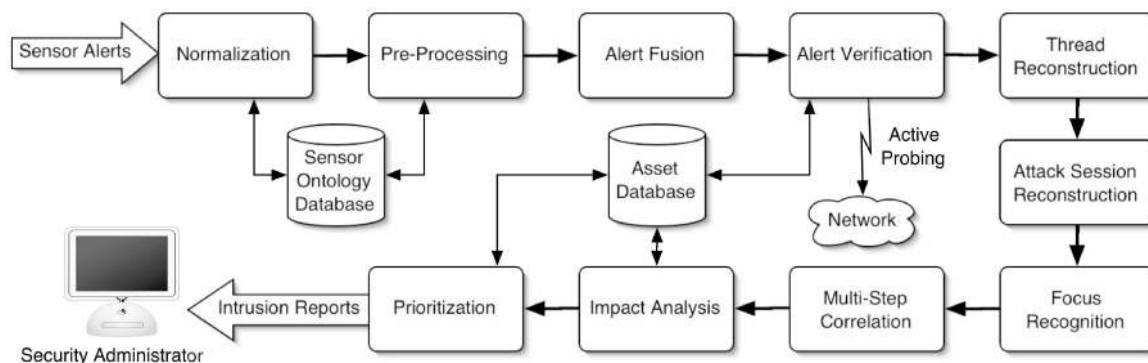 Sensor Alerts
Normalization
Pre-Processing
Alert Fusion
Alert Verification
Thread
Reconstruction
Sensor
Ontology
Database
Asset
Database
Active
Probing
Network
Attack Session
Reconstruction
Security Administrator
Intrusion Reports
Prioritization
Impact Analysis
Multi-Step
Correlation
Focus
Recognition